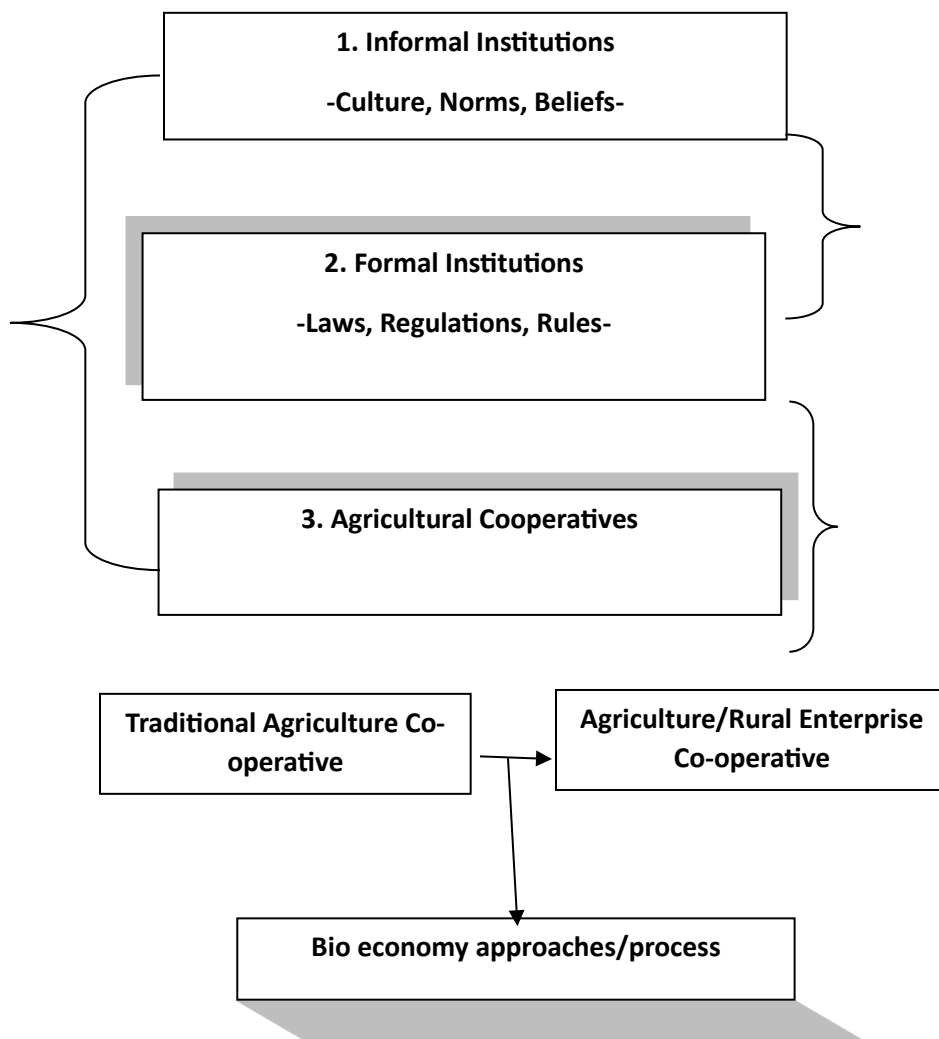 1. Informal Institutions
-Culture, Norms, Beliefs-
2. Formal Institutions
-Laws, Regulations, Rules-
3. Agricultural Cooperatives
Traditional Agriculture Co-
operative
Agriculture/Rural Enterprise
Co-operative
Bio economy approaches/process